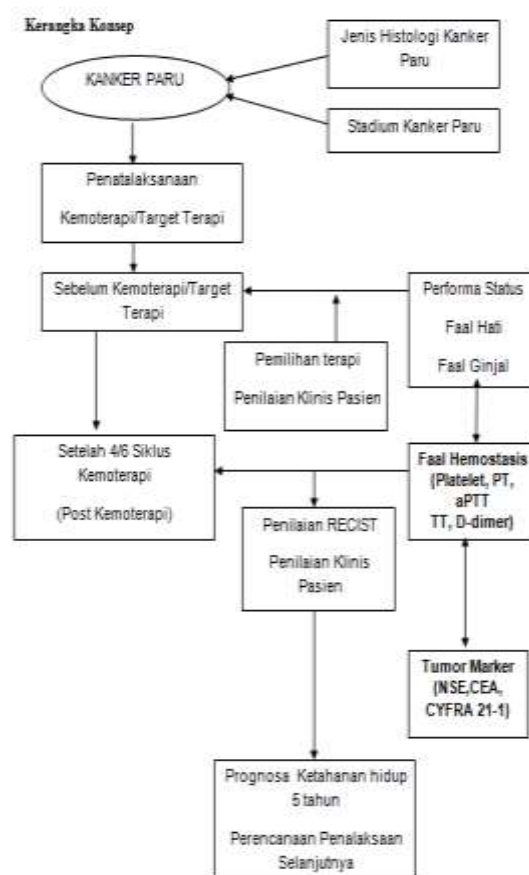 Kerangka Konsep
Jenis Histologi Kanker
Paru
KANKER PARU
Stadium Kanker Paru
Penatalaksanaan
Kemoterapi/Target Terapi
Sebelum Kemoterapi/Target
Terapi
Performa Status
Faal Hati
Faal Ginjal
Pemilihan terapi
Penilaian Klinis Pasien
Setelah 4/6 Siklus
Kemoterapi
(Post Kemoterapi)
Faal Hemostasis
(Platelet, PT,
aPTT
TT, D-dimer)
Penilaian RECIST
Penilaian Klinis
Pasien
Tumor Marker
(NSE,CEA,
CYFRA 21-1)
Prognosa Ketahanan hidup
5 tahun
Perencanaan Penalaksaan
Selanjutnya